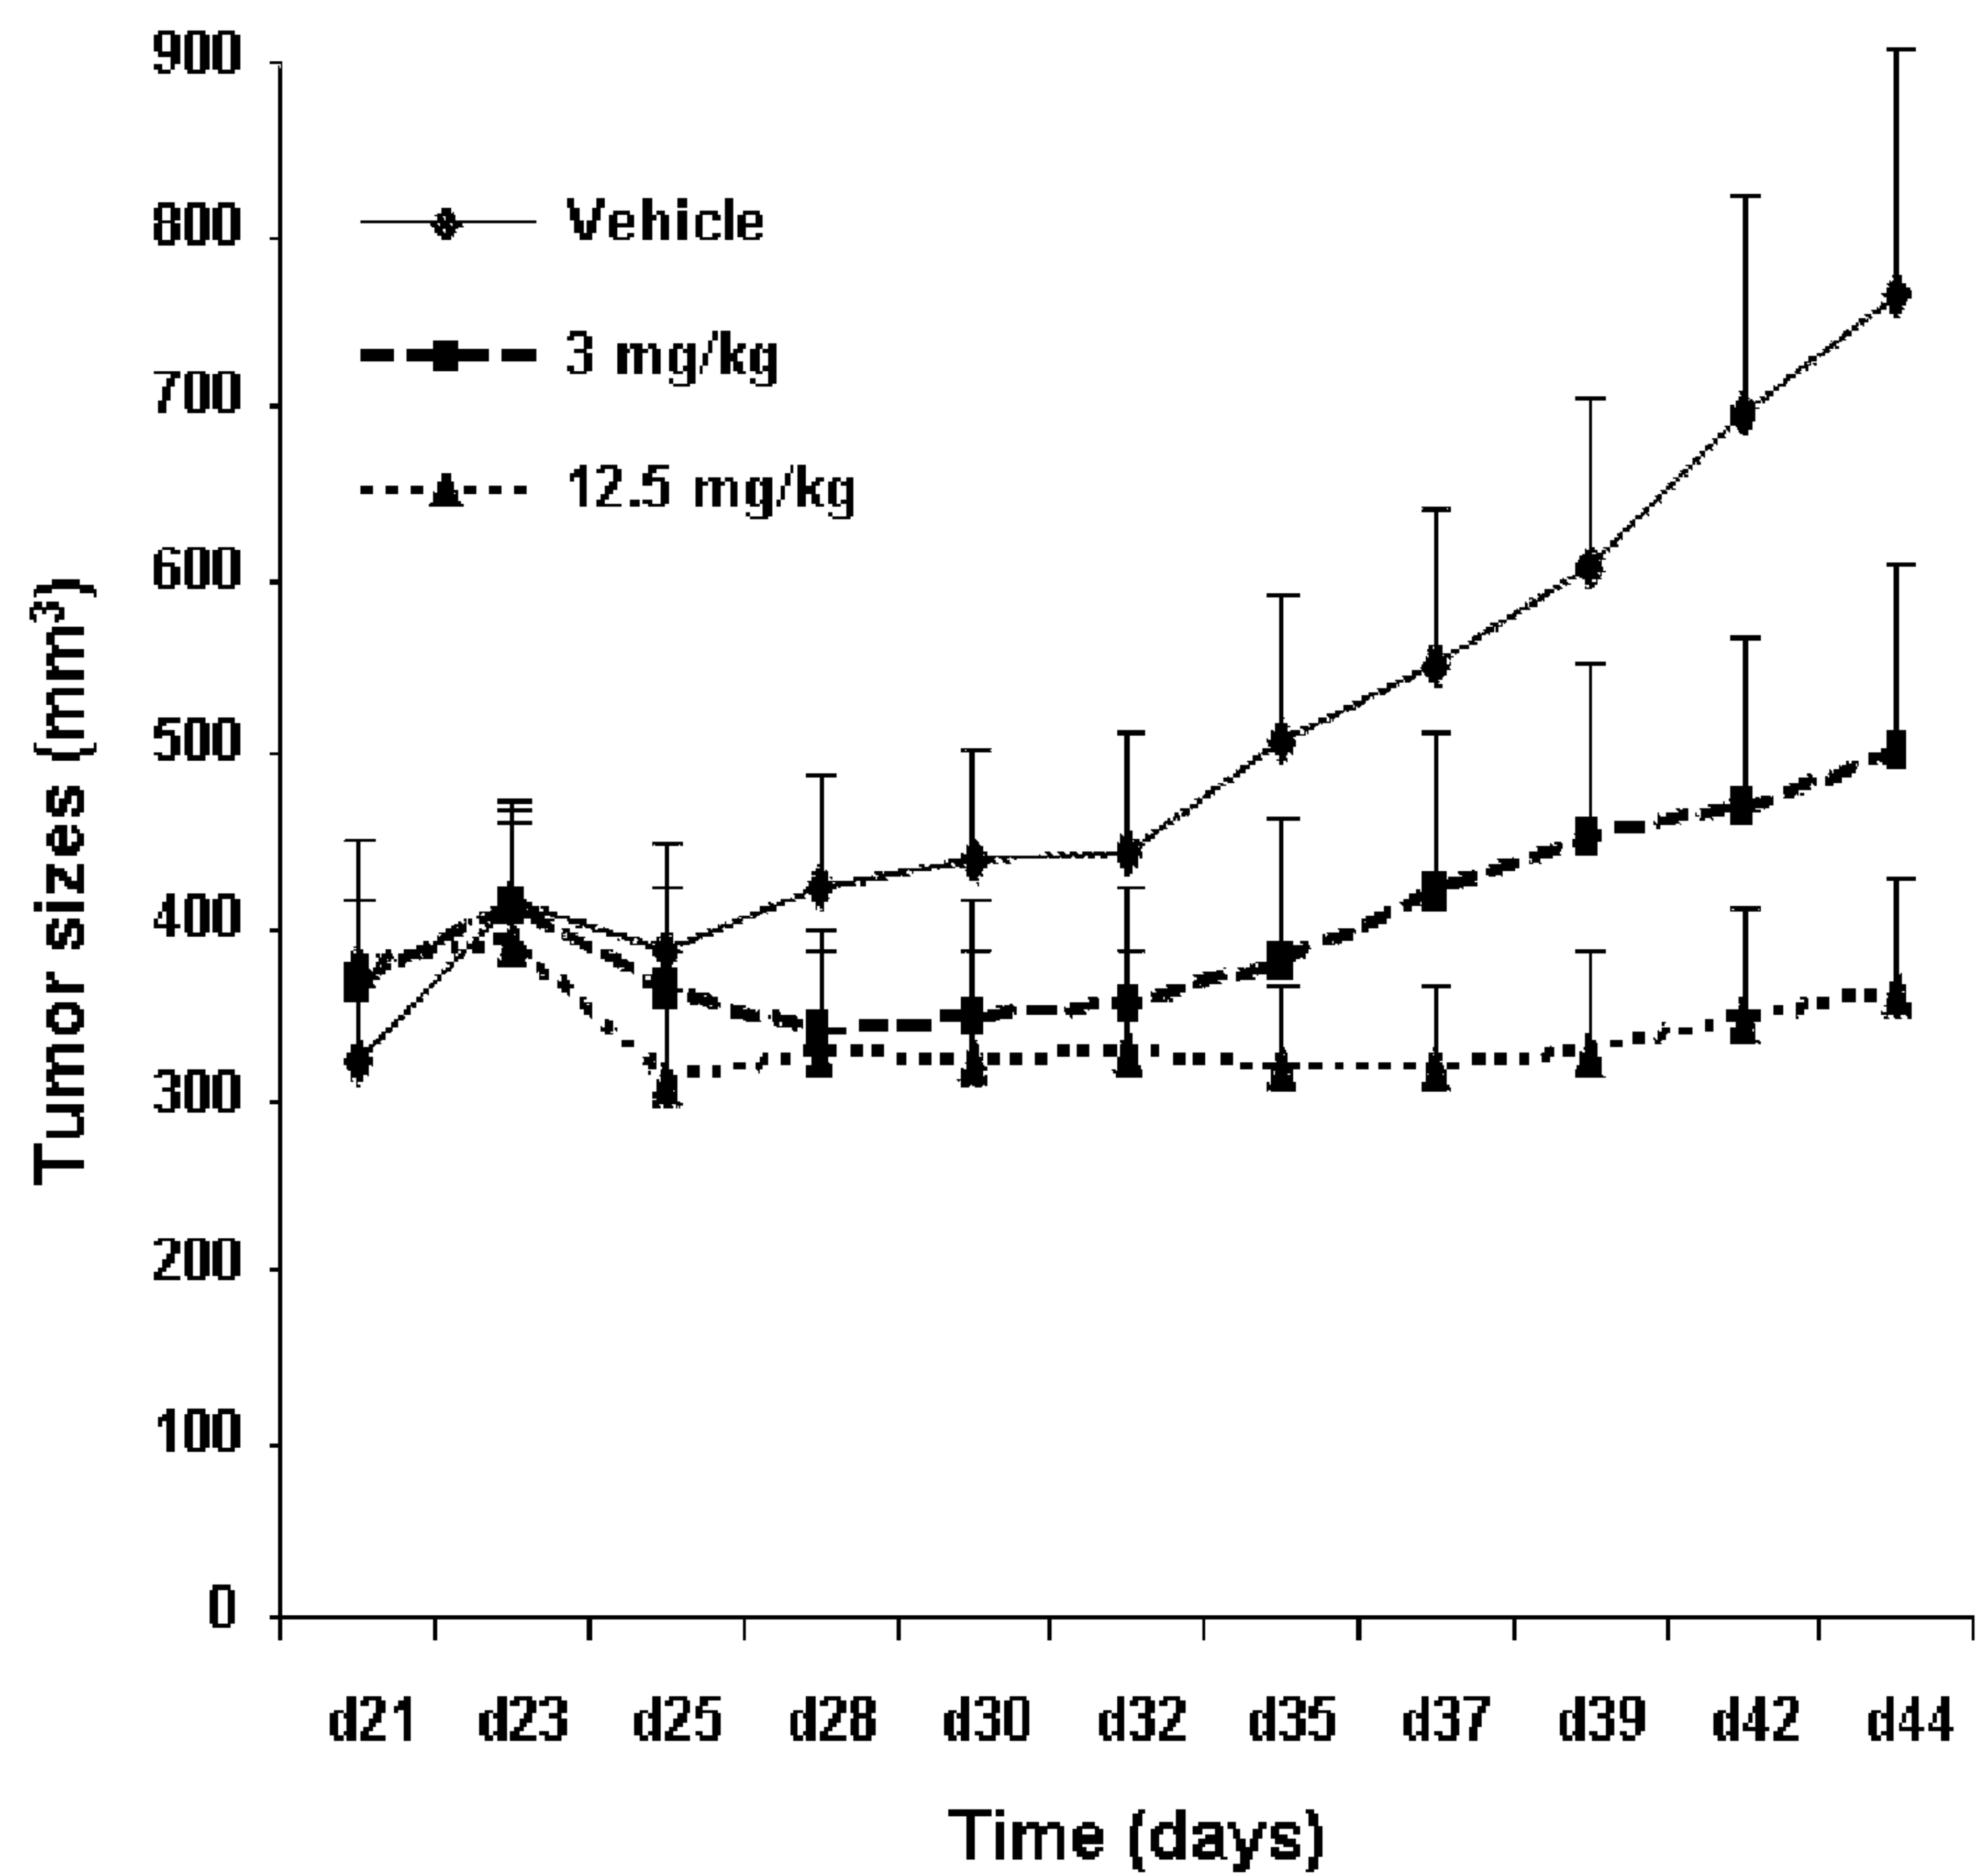 900
800
700
600
500
400
300
200
100
0
Tumor sizes (mm³)
Vehicle
3 mg/kg
12.5 mg/kg
d21 d23 d25 d28 d30 d32 d35 d37 d39 d42 d44
Time (days)